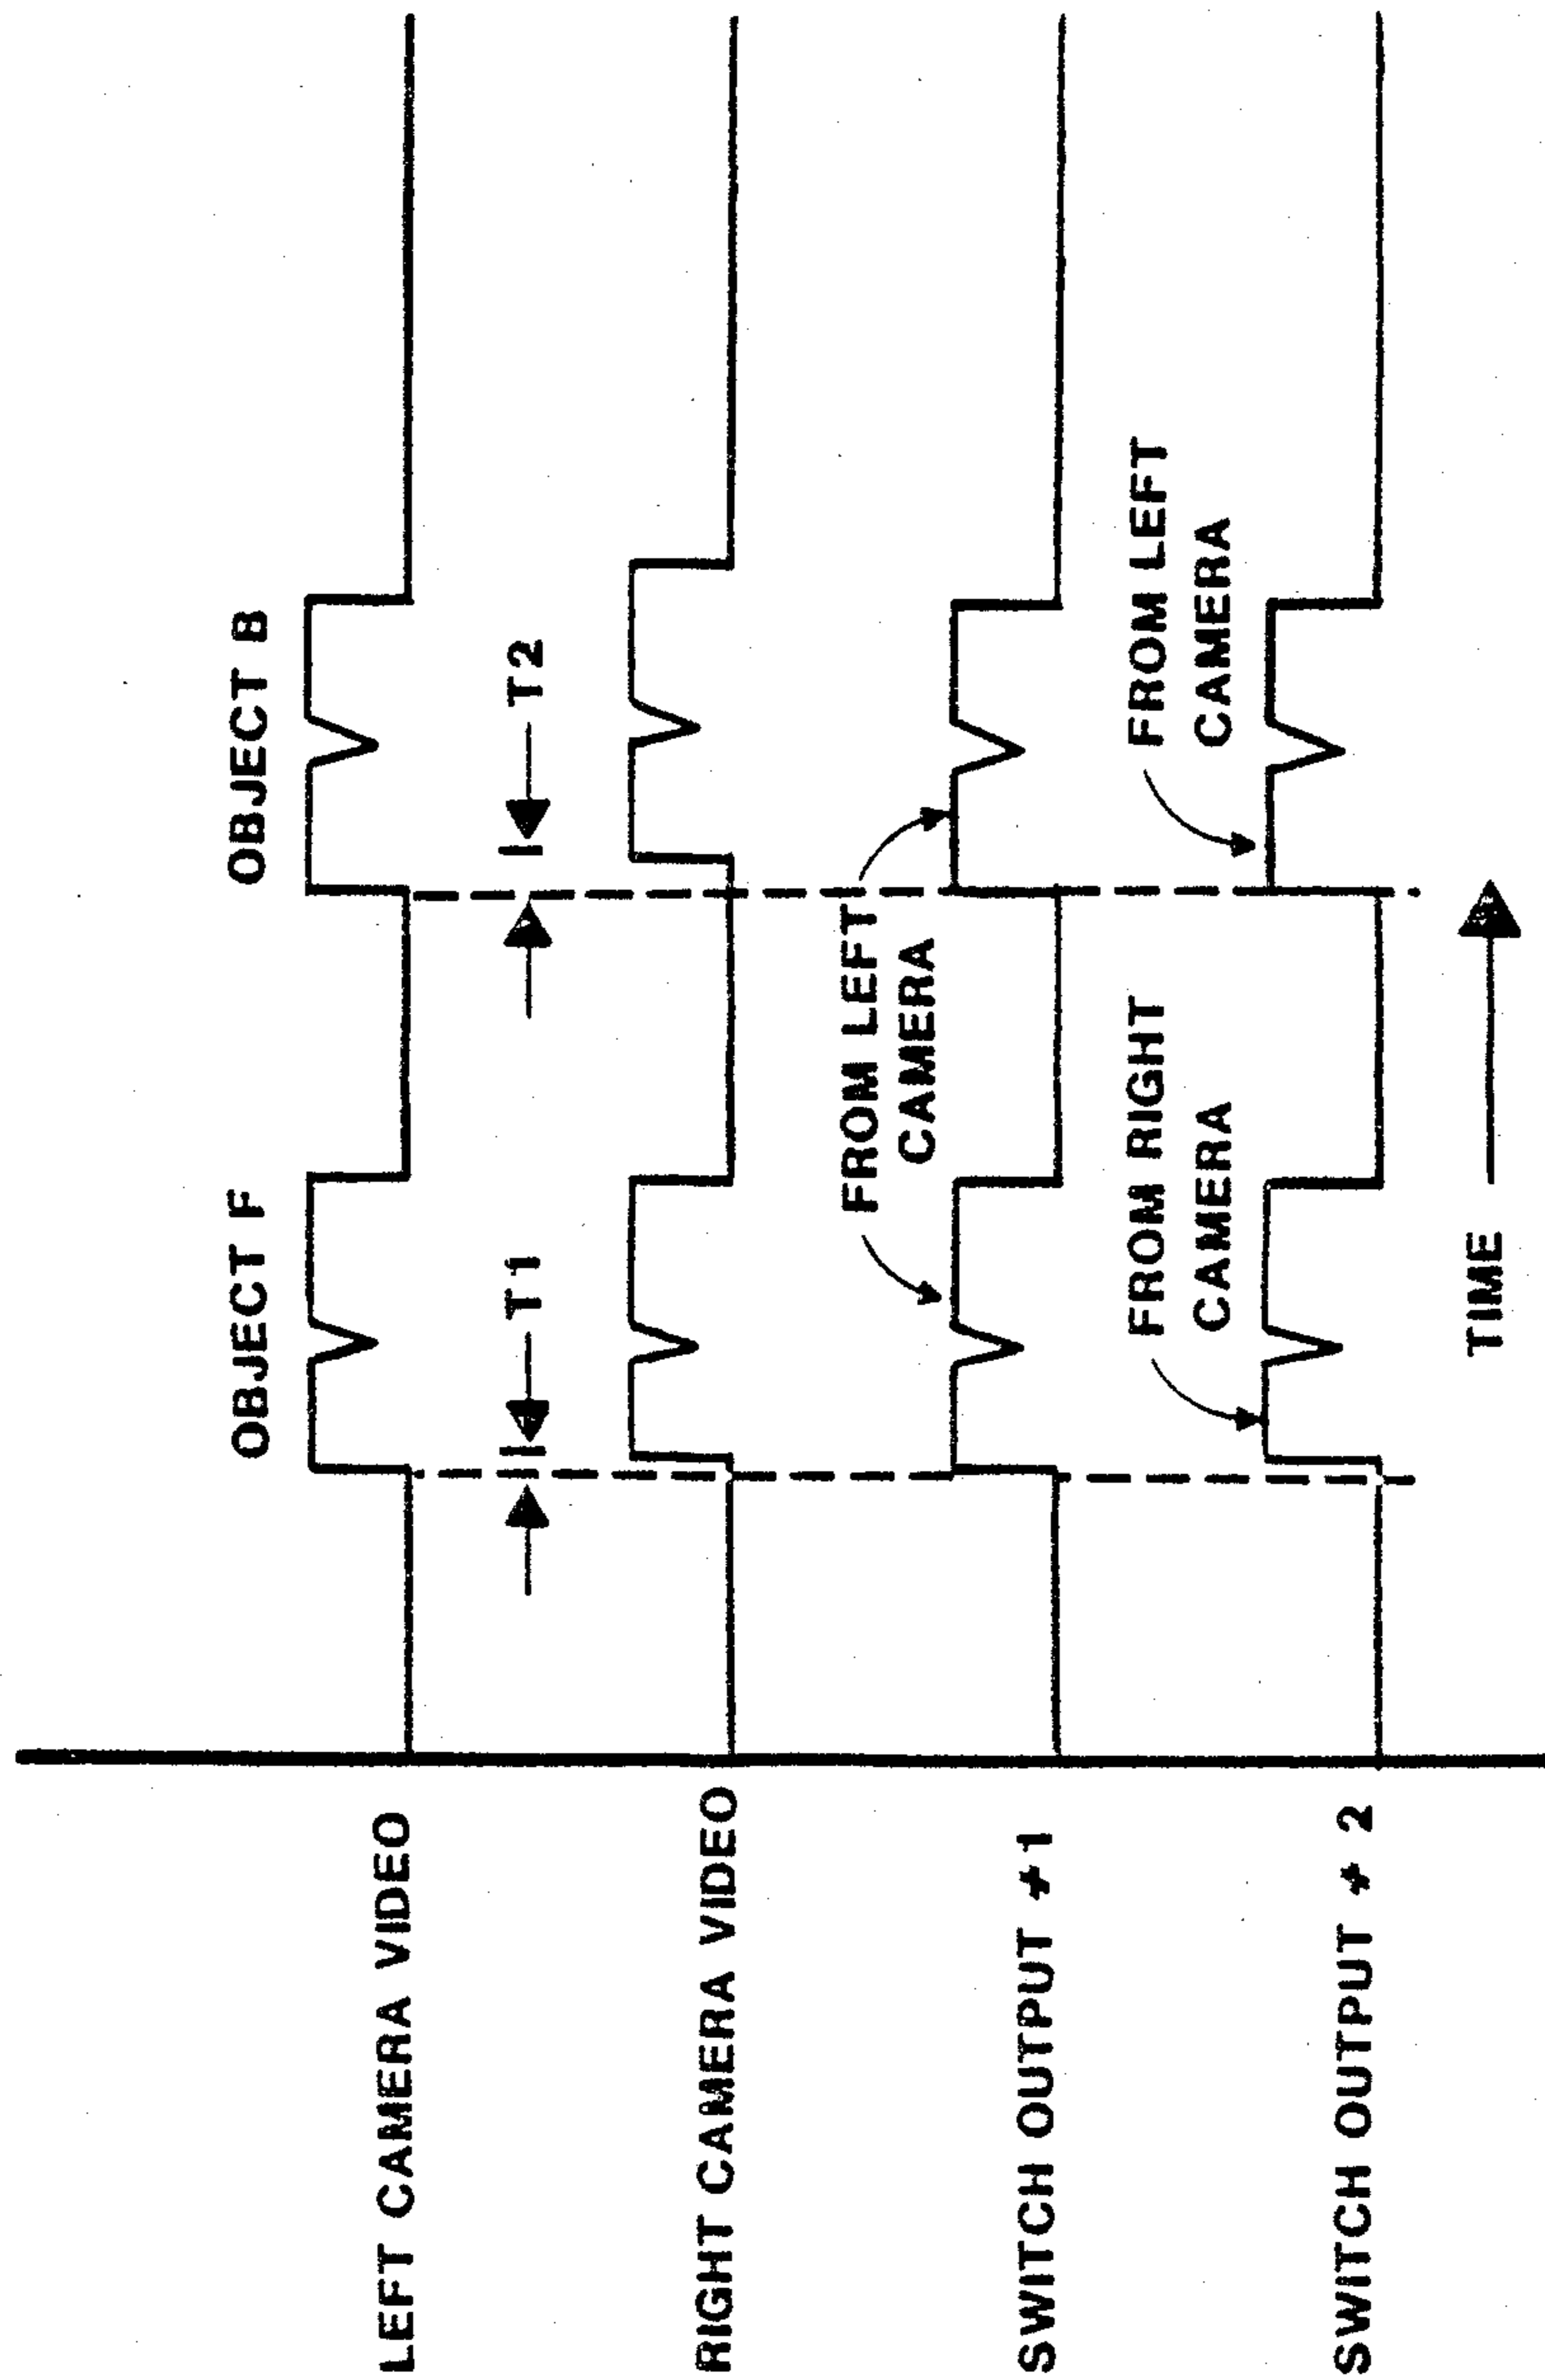 OBJECT F
OBJECT B
LEFT CAMERA VIDEO
T1
T2
RIGHT CAMERA VIDEO
FROM LEFT
CAMERA
SWITCH OUTPUT #1
FROM RIGHT
CAMERA
FROM LEFT
CAMERA
SWITCH OUTPUT #2
TIME